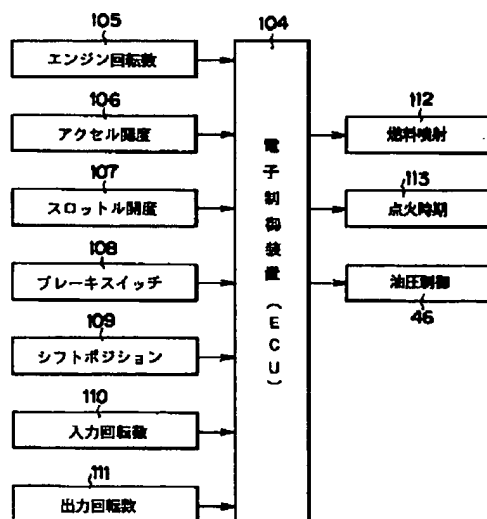 105
エンジン回転数
106
アクセル開度
107
スロットル開度
108
ブレーキスイッチ
109
シフトポジション
110
入力回転数
111
出力回転数
104
電子制御装置(ECU)
112
燃料噴射
113
点火時期
油圧制御
46